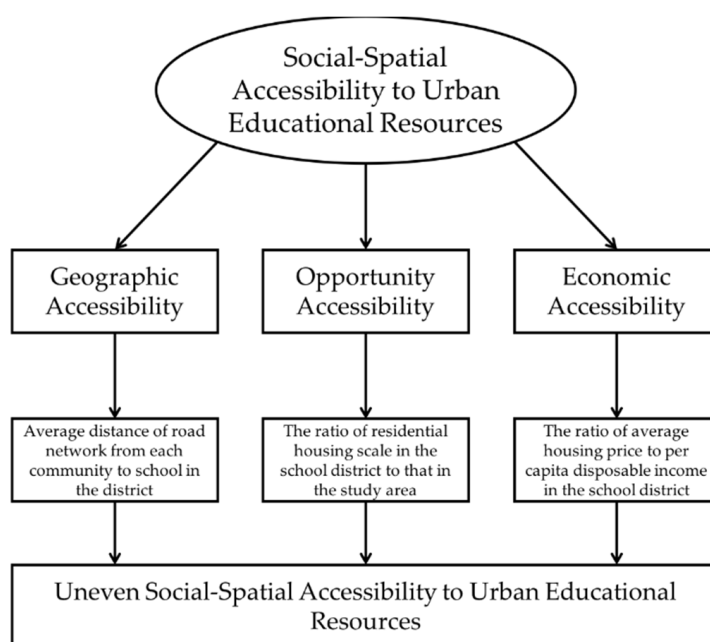 Social-Spatial
Accessibility to Urban
Educational Resources
Geographic
Accessibility
Opportunity
Accessibility
Economic
Accessibility
Average distance of road
network from each
community to school in
the district
The ratio of residential
housing scale in the
school district to that in
the study area
The ratio of average
housing price to per
capita disposable income
in the school district
Uneven Social-Spatial Accessibility to Urban Educational
Resources